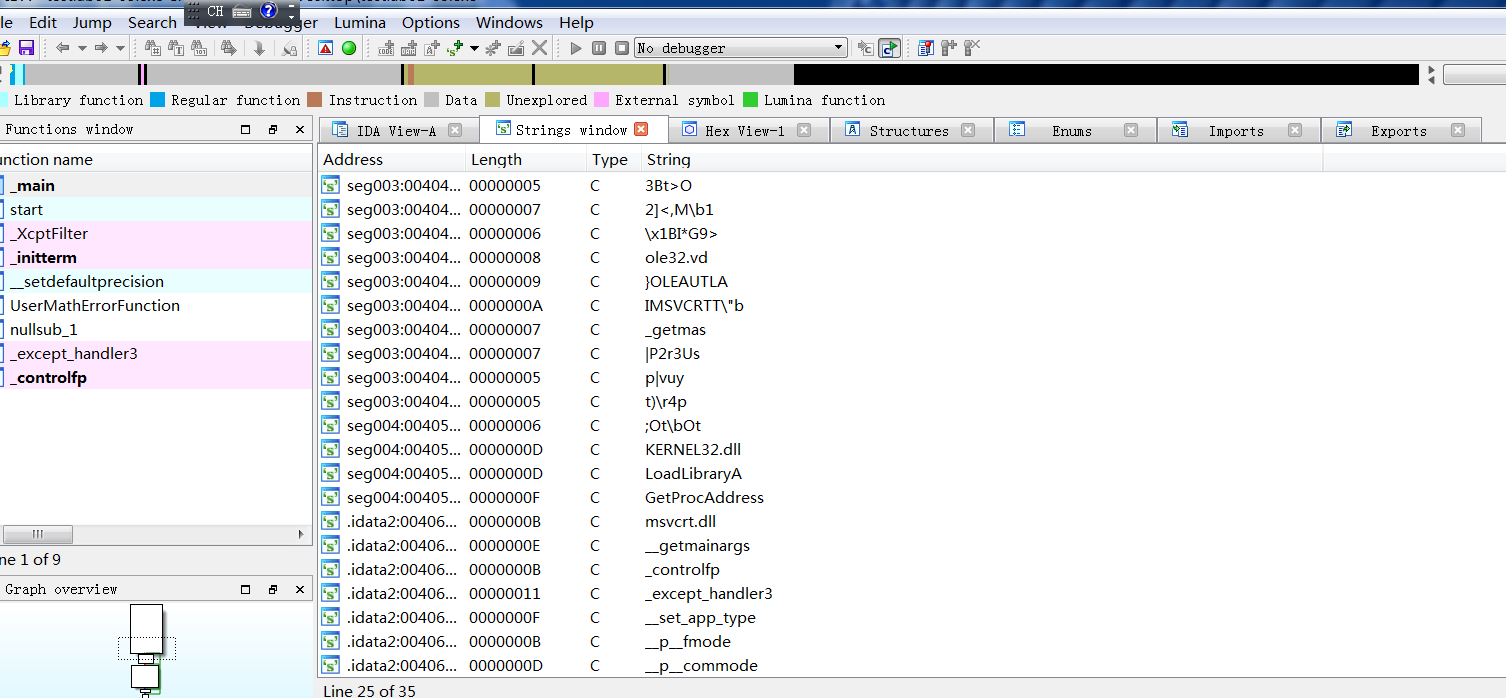 Edit Jump Search View Debugger Lumina Options Windows Help
CH
No debugger
Library function Regular function Instruction Data Unexplored External symbol Lumina function
Functions window
IDA View-A Strings window Hex View-1 Structures Enums Imports Exports
unction name
_main
start
_XcptFilter
_initterm
__setdefaultprecision
UserMathErrorFunction
nullsub_1
_except_handler3
_controlfp
ne 1 of 9
Graph overview
Address Length Type String
seg003:00404... 00000005 C 3Bt>O
seg003:00404... 00000007 C 2]<,M\b1
seg003:00404... 00000006 C \x1BI*G9>
seg003:00404... 00000008 C ole32.vd
seg003:00404... 00000009 C }OLEAUTLA
seg003:00404... 0000000A C IMSVCRTT\"b
seg003:00404... 00000007 C _getmas
seg003:00404... 00000007 C |P2r3Us
seg003:00404... 00000005 C p|vuy
seg003:00404... 00000005 C t)\r4p
seg004:00405... 00000006 C ;Ot\bOt
seg004:00405... 0000000D C KERNEL32.dll
seg004:00405... 0000000D C LoadLibraryA
seg004:00405... 0000000F C GetProcAddress
.idata2:00406... 0000000B C msvcrt.dll
.idata2:00406... 0000000E C __getmainargs
.idata2:00406... 0000000B C _controlfp
.idata2:00406... 00000011 C _except_handler3
.idata2:00406... 0000000F C __set_app_type
.idata2:00406... 0000000B C __p__fmode
.idata2:00406... 0000000D C __p__commode
Line 25 of 35